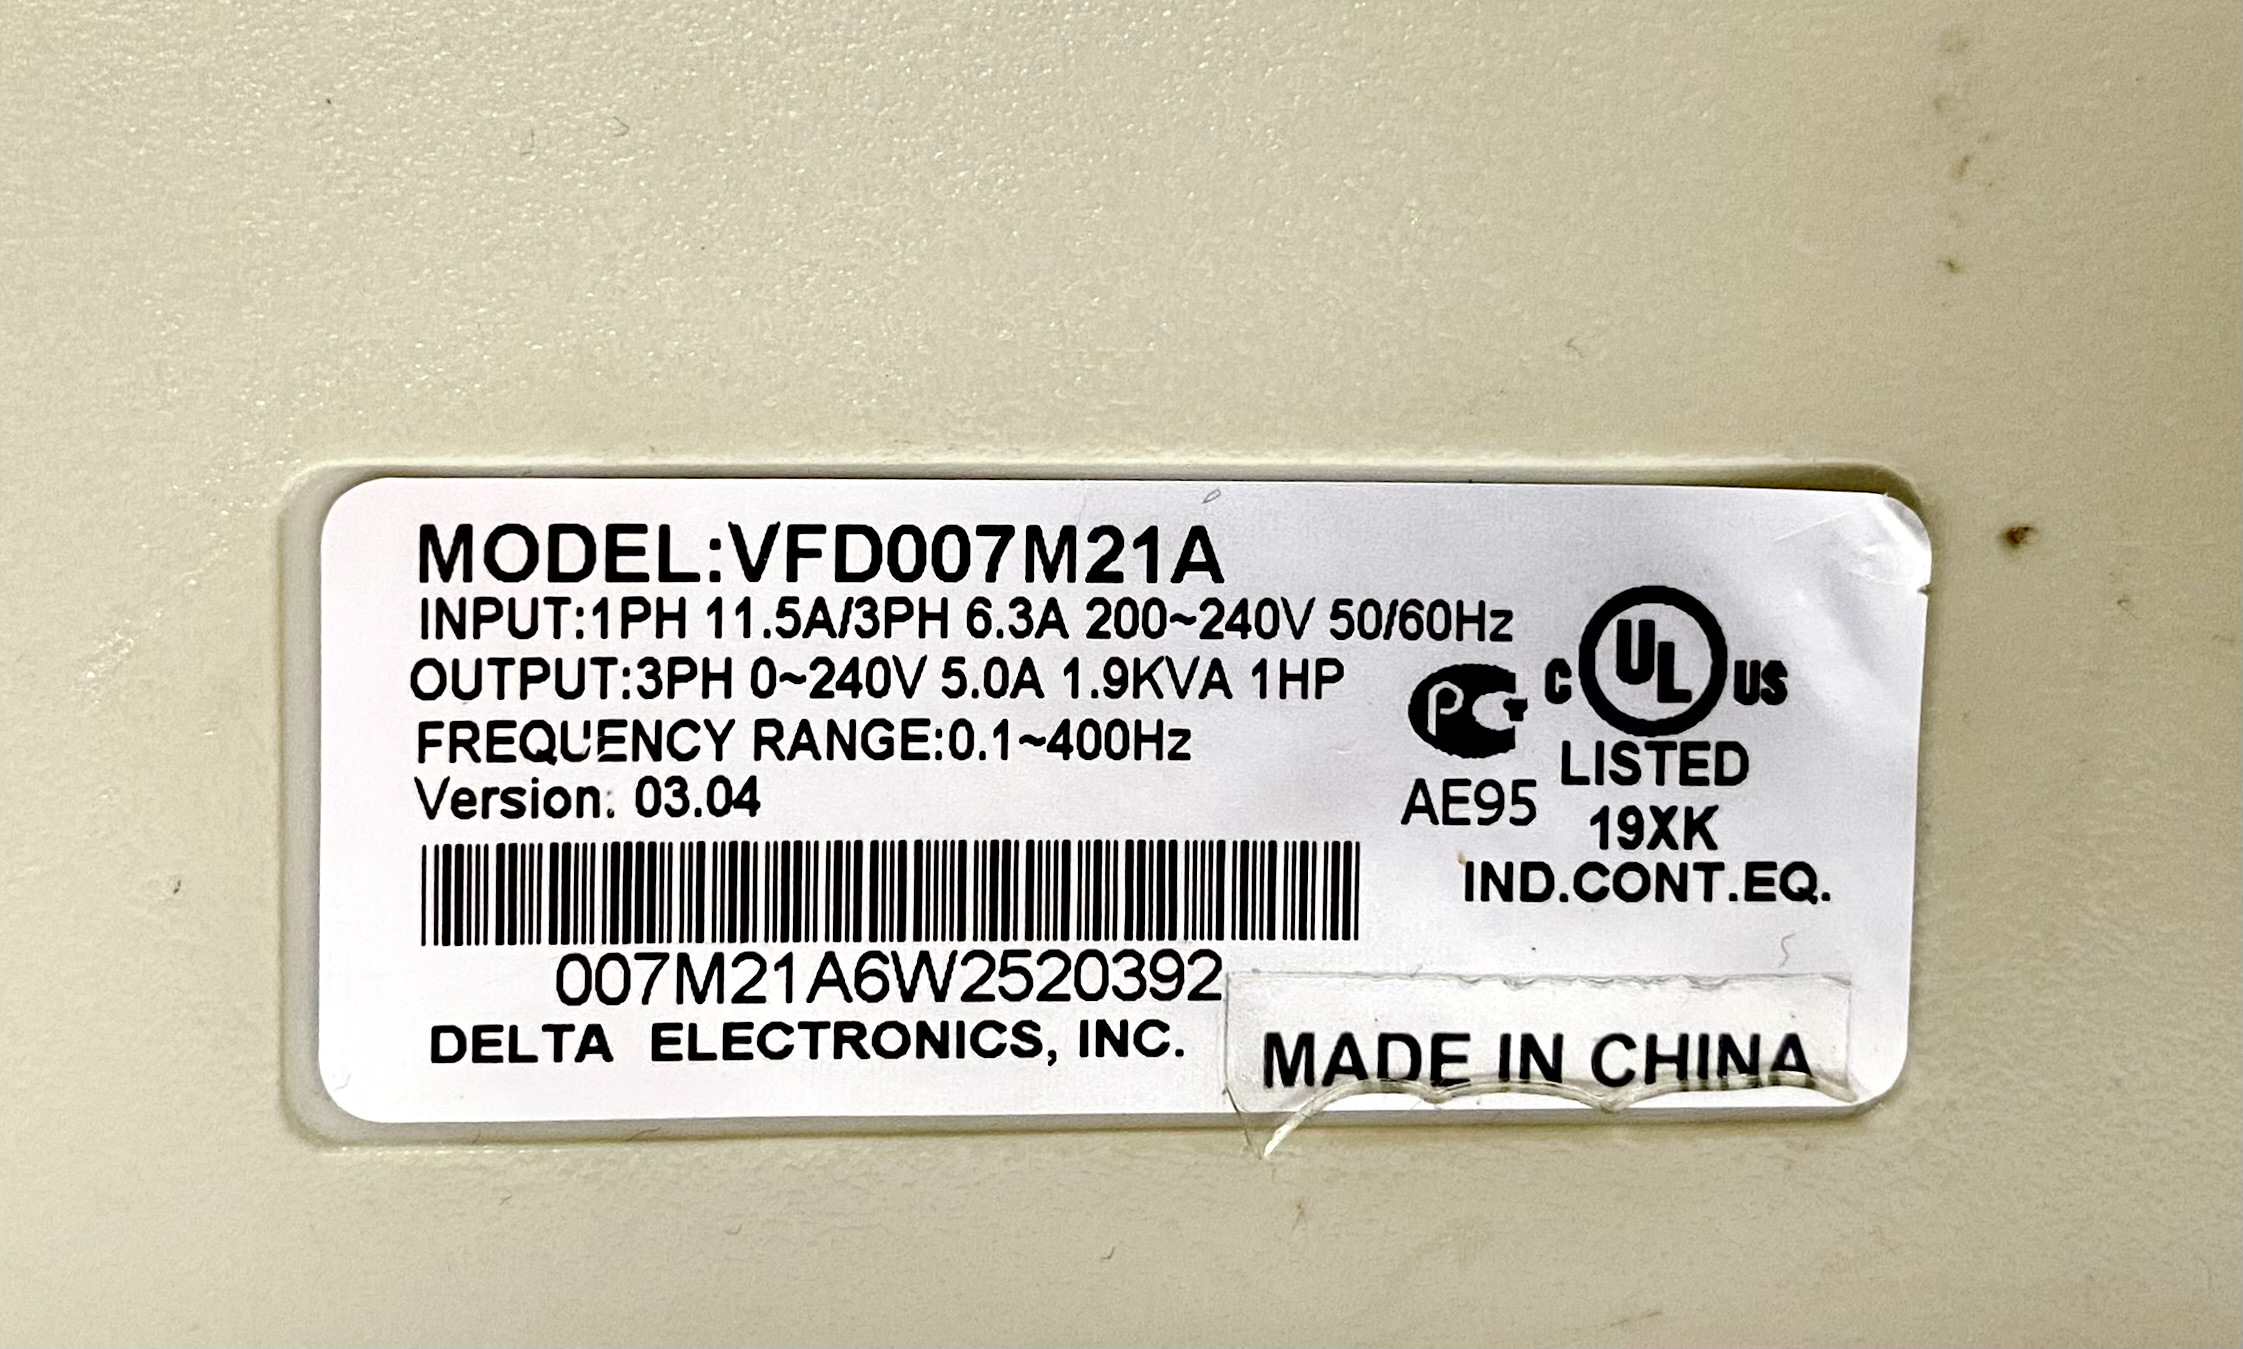 MODEL:VFD007M21A
INPUT:1PH 11.5A/3PH 6.3A 200~240V 50/60Hz
OUTPUT:3PH 0~240V 5.0A 1.9KVA 1HP
FREQUENCY RANGE:0.1~400Hz
Version: 03.04
007M21A6W2520392
DELTA ELECTRONICS, INC.
PCT
AE95
C UL US
LISTED
19XK
IND.CONT.EQ.
MADE IN CHINA